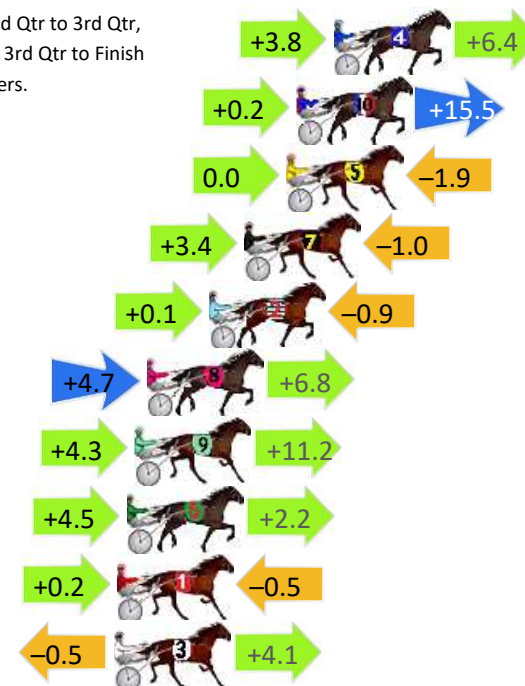 d Qtr to 3rd Qtr,
3rd Qtr to Finish
ers.
+3.8 4 +6.4
+0.2 10 +15.5
0.0 5 –1.9
+3.4 7 –1.0
+0.1 –0.9
+4.7 8 +6.8
+4.3 9 +11.2
+4.5 6 +2.2
+0.2 1 –0.5
–0.5 3 +4.1